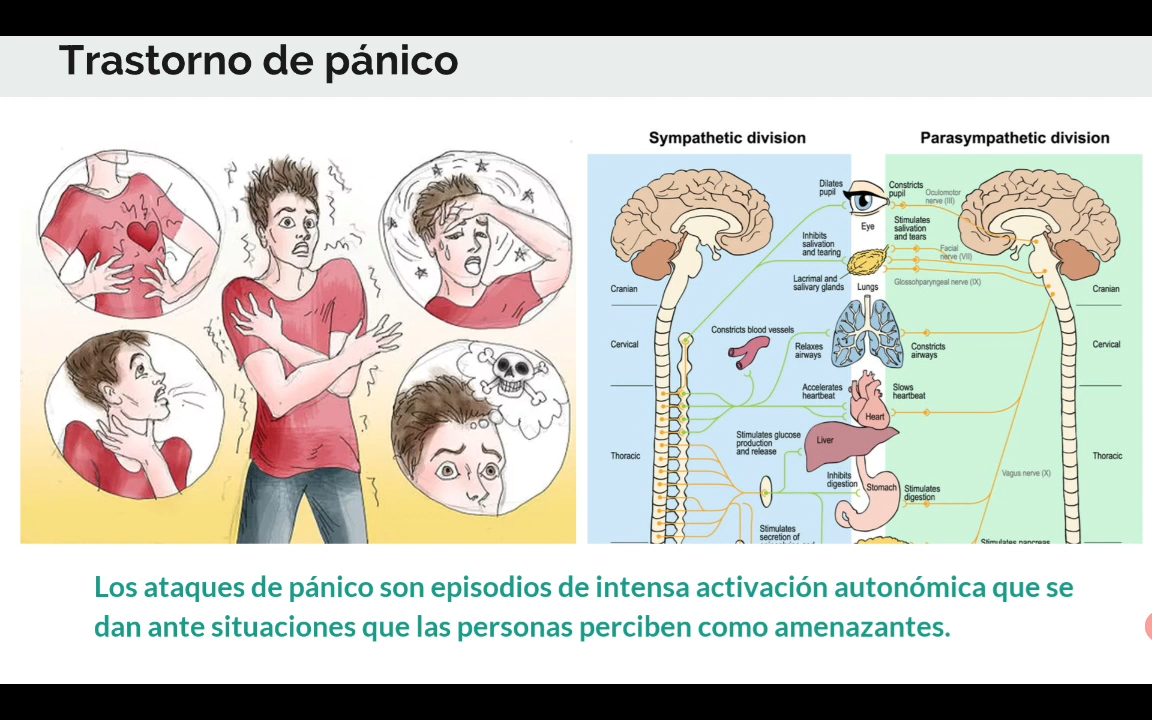 Trastorno de pánico
Sympathetic division
Parasympathetic division
Dilates
pupil
Constricts
pupil
Oculomotor
nerve (III)
Eye
Stimulates
salivation
and tears
Inhibits
salivation
and tearing
Facial
nerve (VII)
Lacrimal and
salivary glands
Lungs
Glossohparyngeal nerve (IX)
Cranian
Cranian
Constricts blood vessels
Cervical
Relaxes
airways
Constricts
airways
Cervical
Accelerates
heartbeat
Slows
heartbeat
Heart
Stimulates glucose
production
and release
Liver
Thoracic
Thoracic
Inhibits
digestion
Stomach
Stimulates
digestion
Vagus nerve (X)
Stimulates
secretion of
Stimulates pancreas
Los ataques de pánico son episodios de intensa activación autonómica que se
dan ante situaciones que las personas perciben como amenazantes.